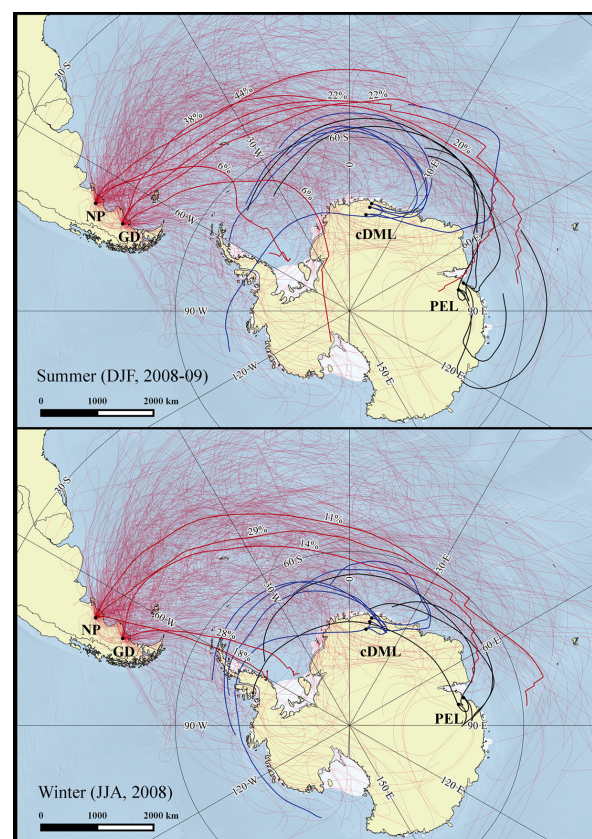 70 S
44%
22%
22%
38%
30 W
60 S
20%
0
30 E
6%
6%
NP
60 W
GD
cDML
60 E
PEL
90 W
90 E
120 W
150 E
Summer (DJF, 2008-09)
0 1000 2000 km
11%
29%
14%
60 S
30 W
0
30 E
60 W
NP
28%
60 E
GD
18%
cDML
PEL
90 W
90 E
120 W
150 E
120 E
Winter (JJA, 2008)
0 1000 2000 km